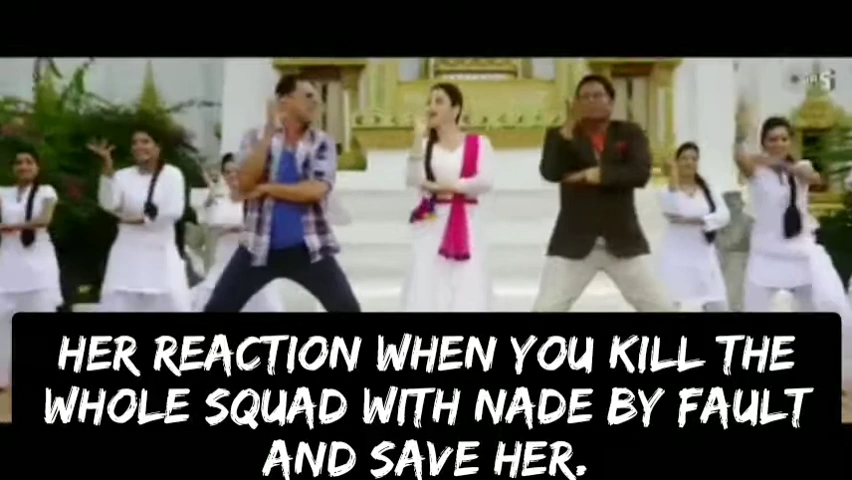 HER REACTION WHEN YOU KILL THE
WHOLE SQUAD WITH NADE BY FAULT
AND SAVE HER.